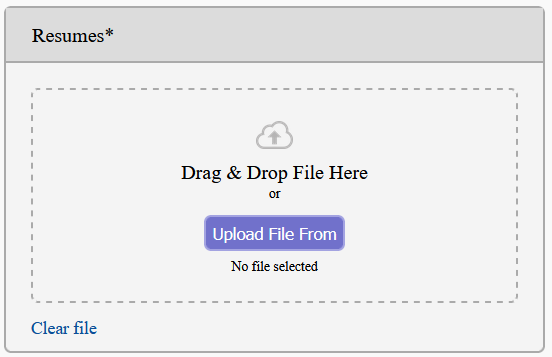 Resumes*
Drag & Drop File Here
or
Upload File From
No file selected
Clear file